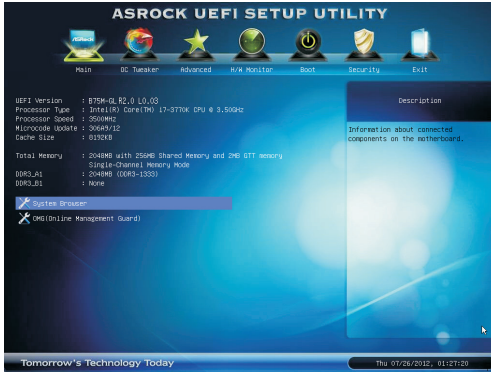 ASROCK UEFI SETUP UTILITY
ASRock
Main OC Tweaker Advanced H/W Monitor Boot Security Exit
UEFI Version : B75M-GL R2.0 L0.03
Processor Type : Intel(R) Core(TM) i7-3770K CPU @ 3.50GHz
Processor Speed : 3500MHz
Microcode Update : 306A9/12
Cache Size : 8192KB
Total Memory : 2048MB with 256MB Shared Memory and 2MB GTT memory
Single-Channel Memory Mode
DDR3_A1 : 2048MB (DDR3-1333)
DDR3_B1 : None
System Browser
OMG(Online Management Guard)
Description
Information about connected
components on the motherboard.
Tomorrow's Technology Today
Thu 07/26/2012, 01:27:20